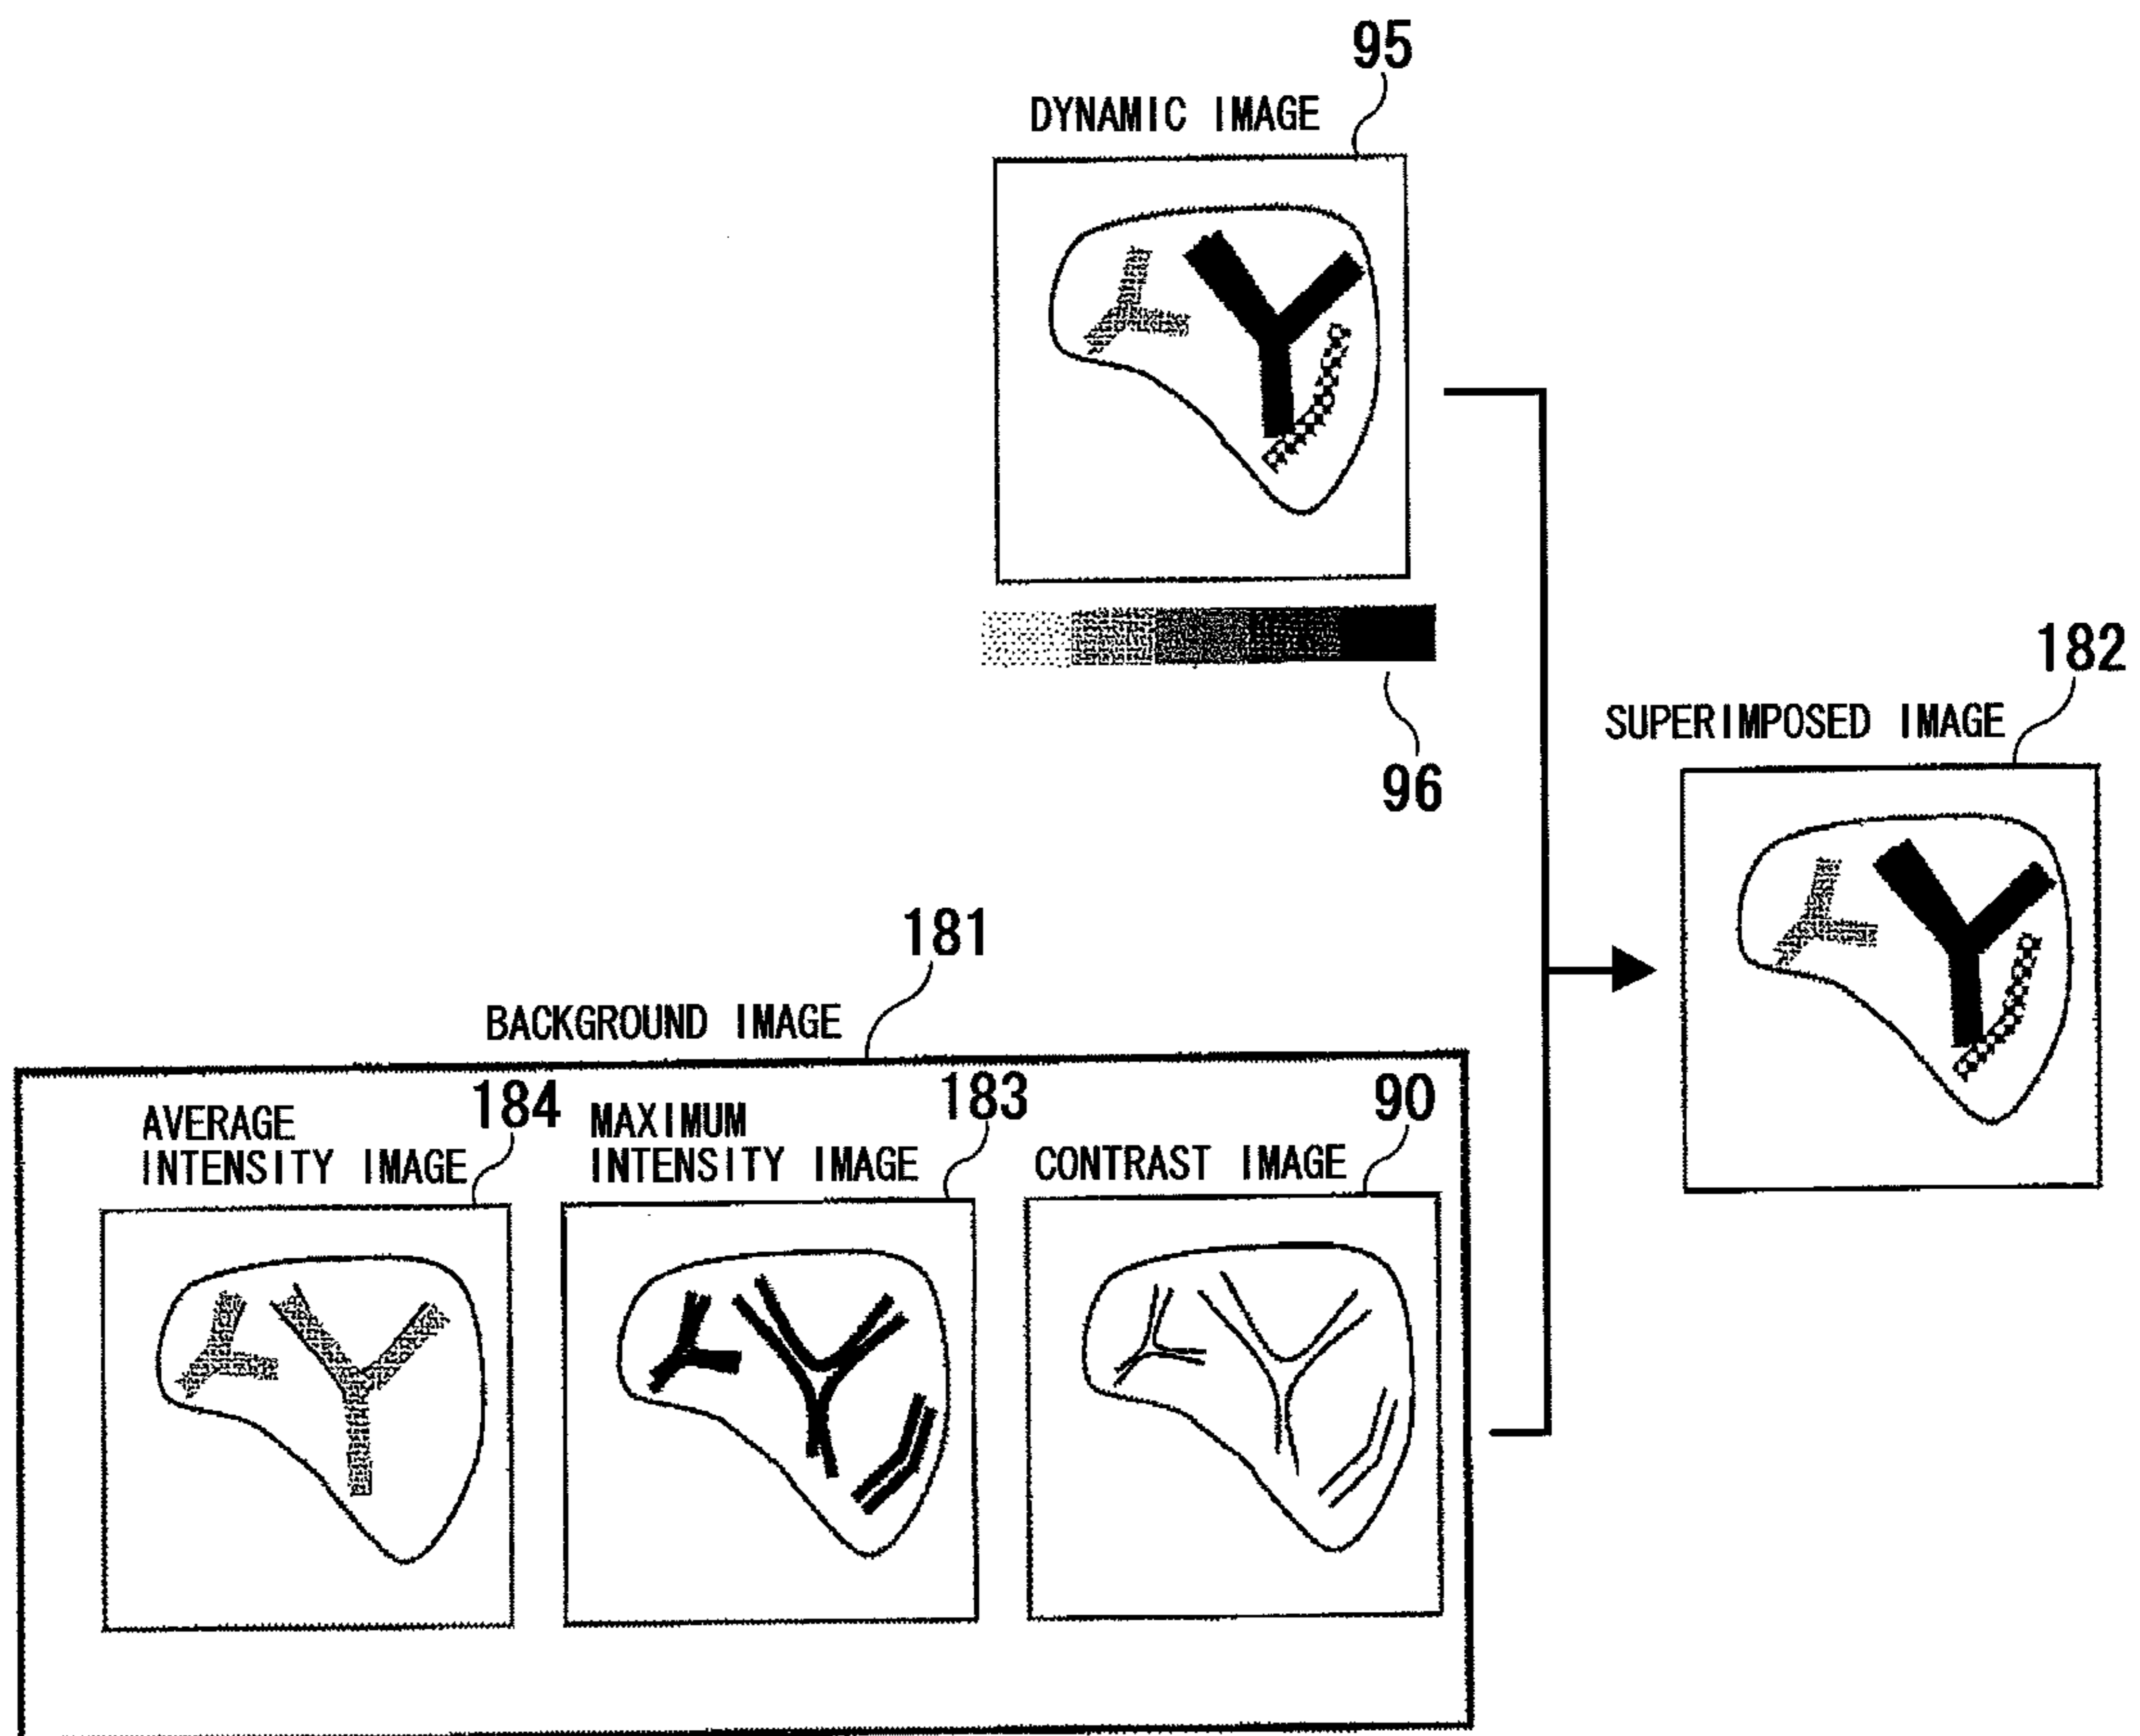 95
DYNAMIC IMAGE
96
182
SUPERIMPOSED IMAGE
181
BACKGROUND IMAGE
184
AVERAGE
INTENSITY IMAGE
183
MAXIMUM
INTENSITY IMAGE
90
CONTRAST IMAGE